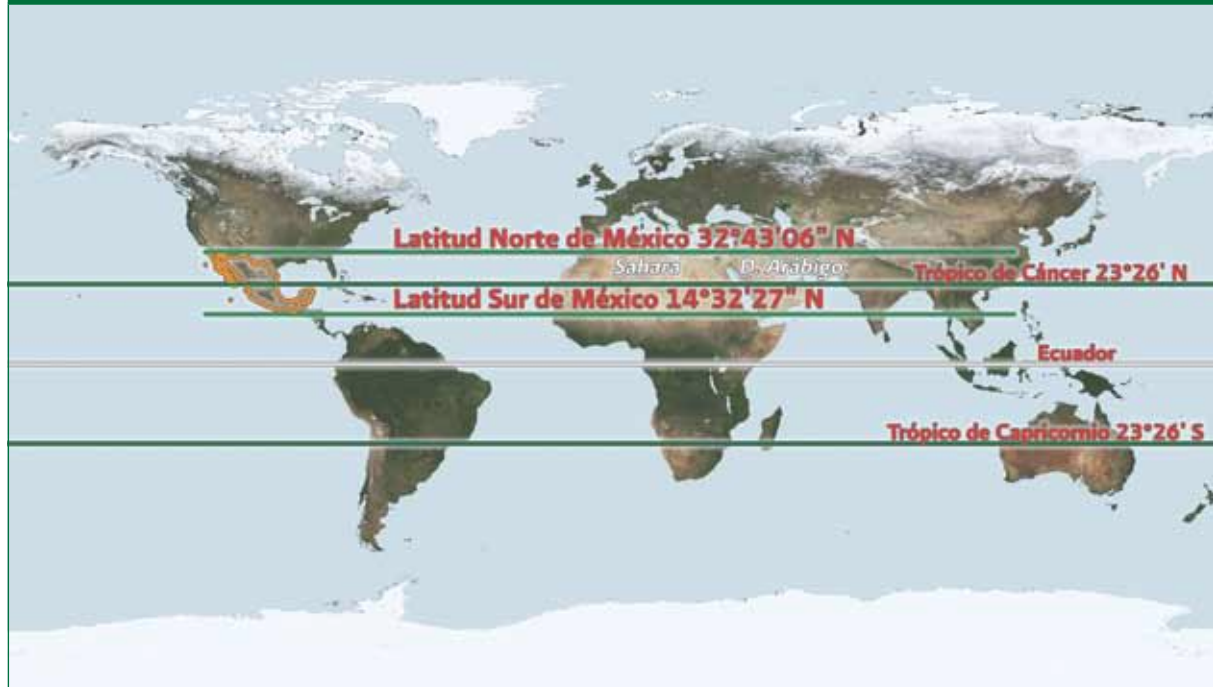 Latitud Norte de México 32°43'06" N
Sahara
D. Arábigo
Trópico de Cáncer 23°26' N
Latitud Sur de México 14°32'27" N
Ecuador
Trópico de Capricornio 23°26' S